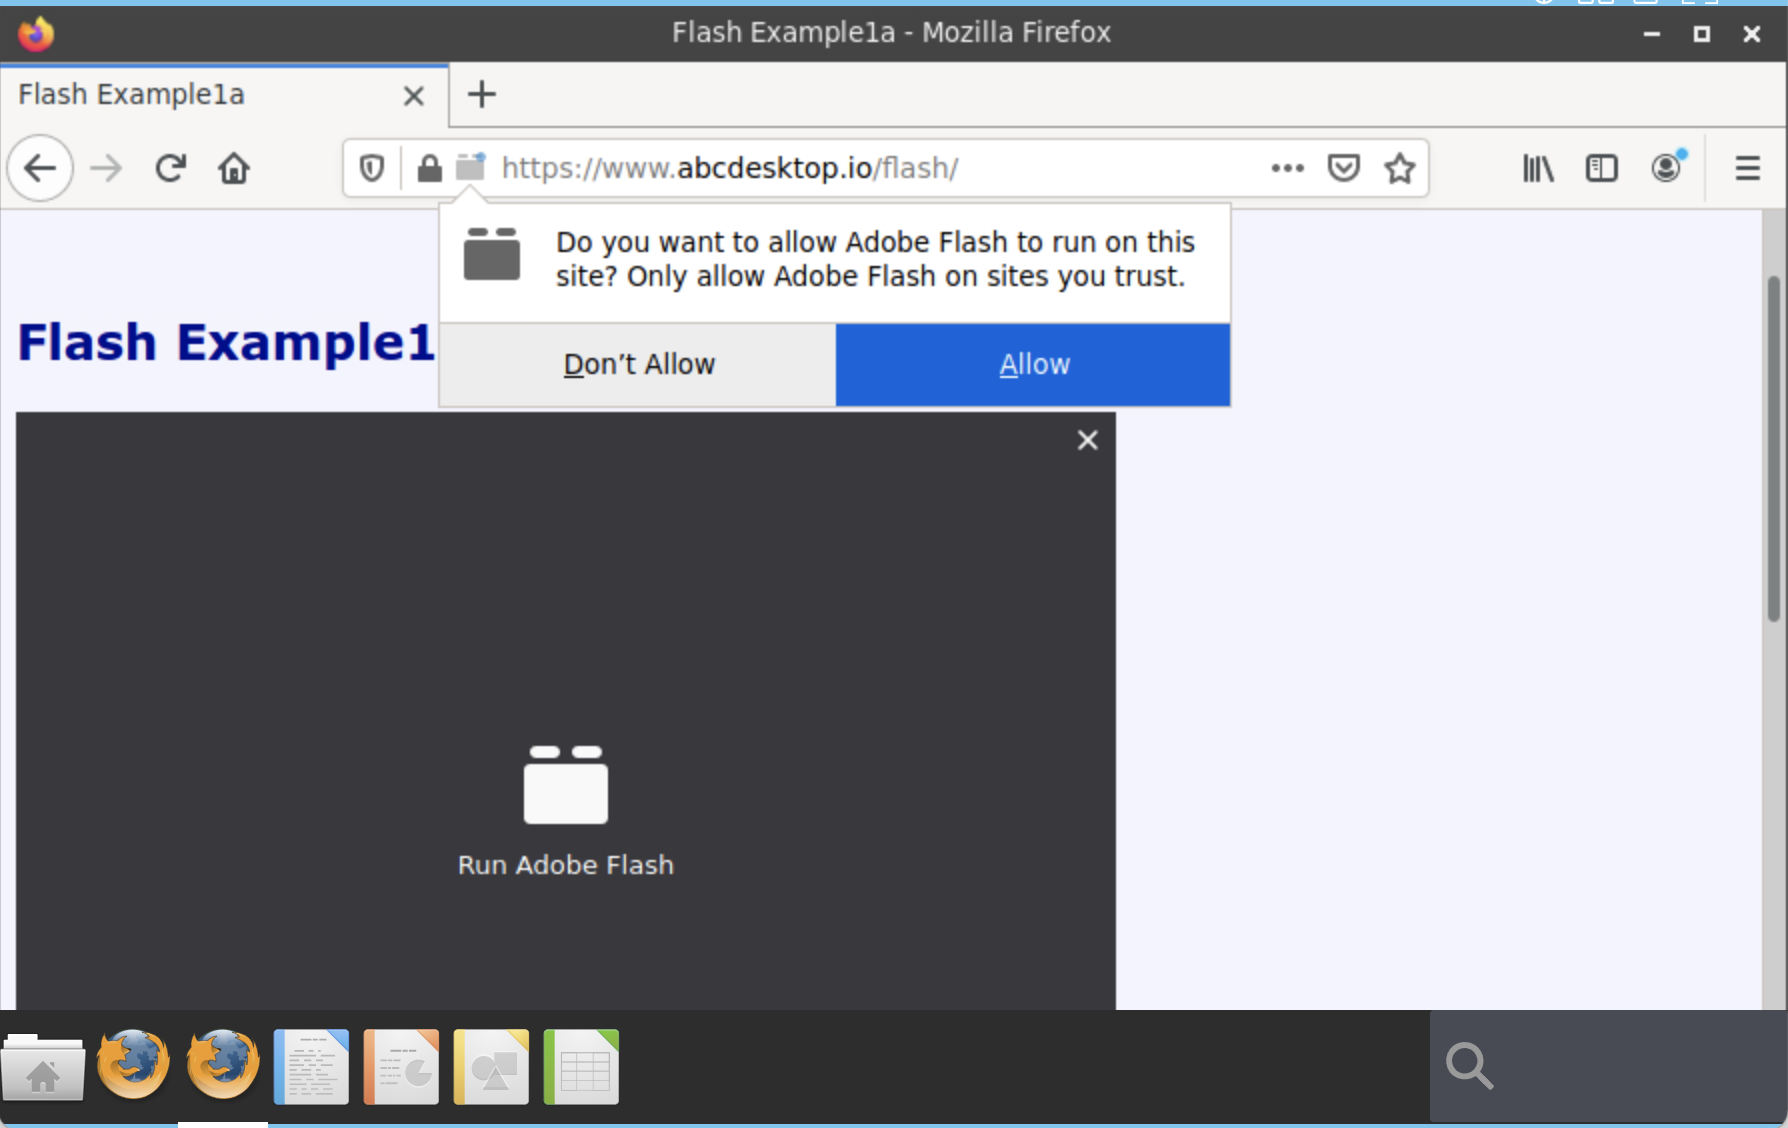 Flash Example1a - Mozilla Firefox
Flash Example1a
https://www.abcdesktop.io/flash/
Do you want to allow Adobe Flash to run on this
site? Only allow Adobe Flash on sites you trust.
Don’t Allow
Allow
Flash Example1
Run Adobe Flash